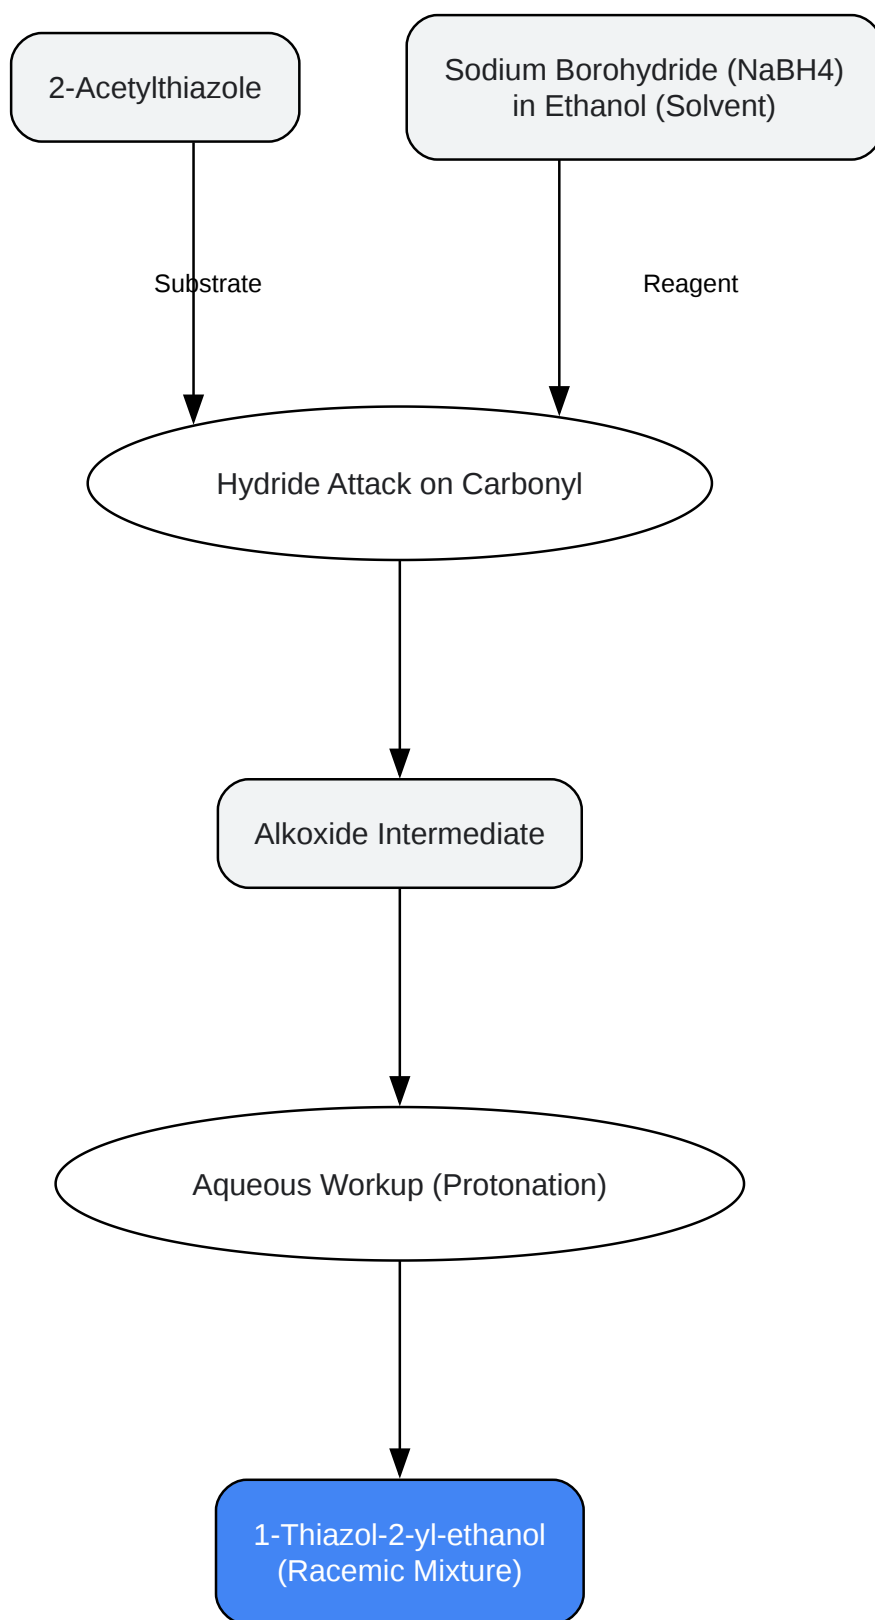 2-Acetylthiazole
Sodium Borohydride (NaBH4)
in Ethanol (Solvent)
Substrate
Reagent
Hydride Attack on Carbonyl
Alkoxide Intermediate
Aqueous Workup (Protonation)
1-Thiazol-2-yl-ethanol
(Racemic Mixture)